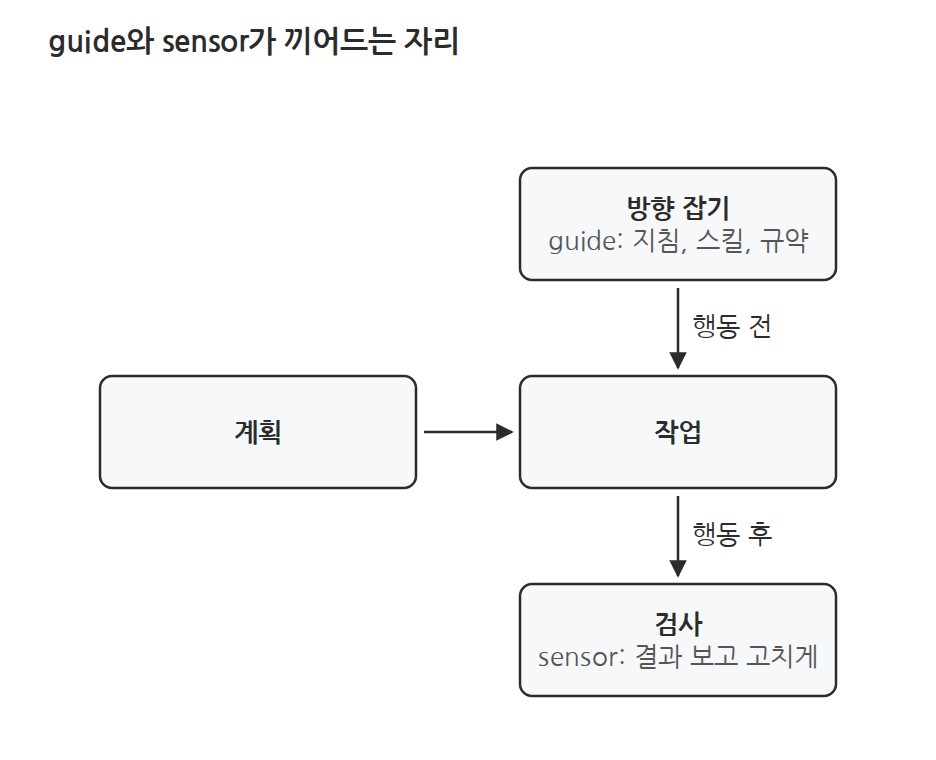 guide와 sensor가 끼어드는 자리
방향 잡기
guide: 지침, 스킬, 규약
행동 전
계획
작업
행동 후
검사
sensor: 결과 보고 고치게